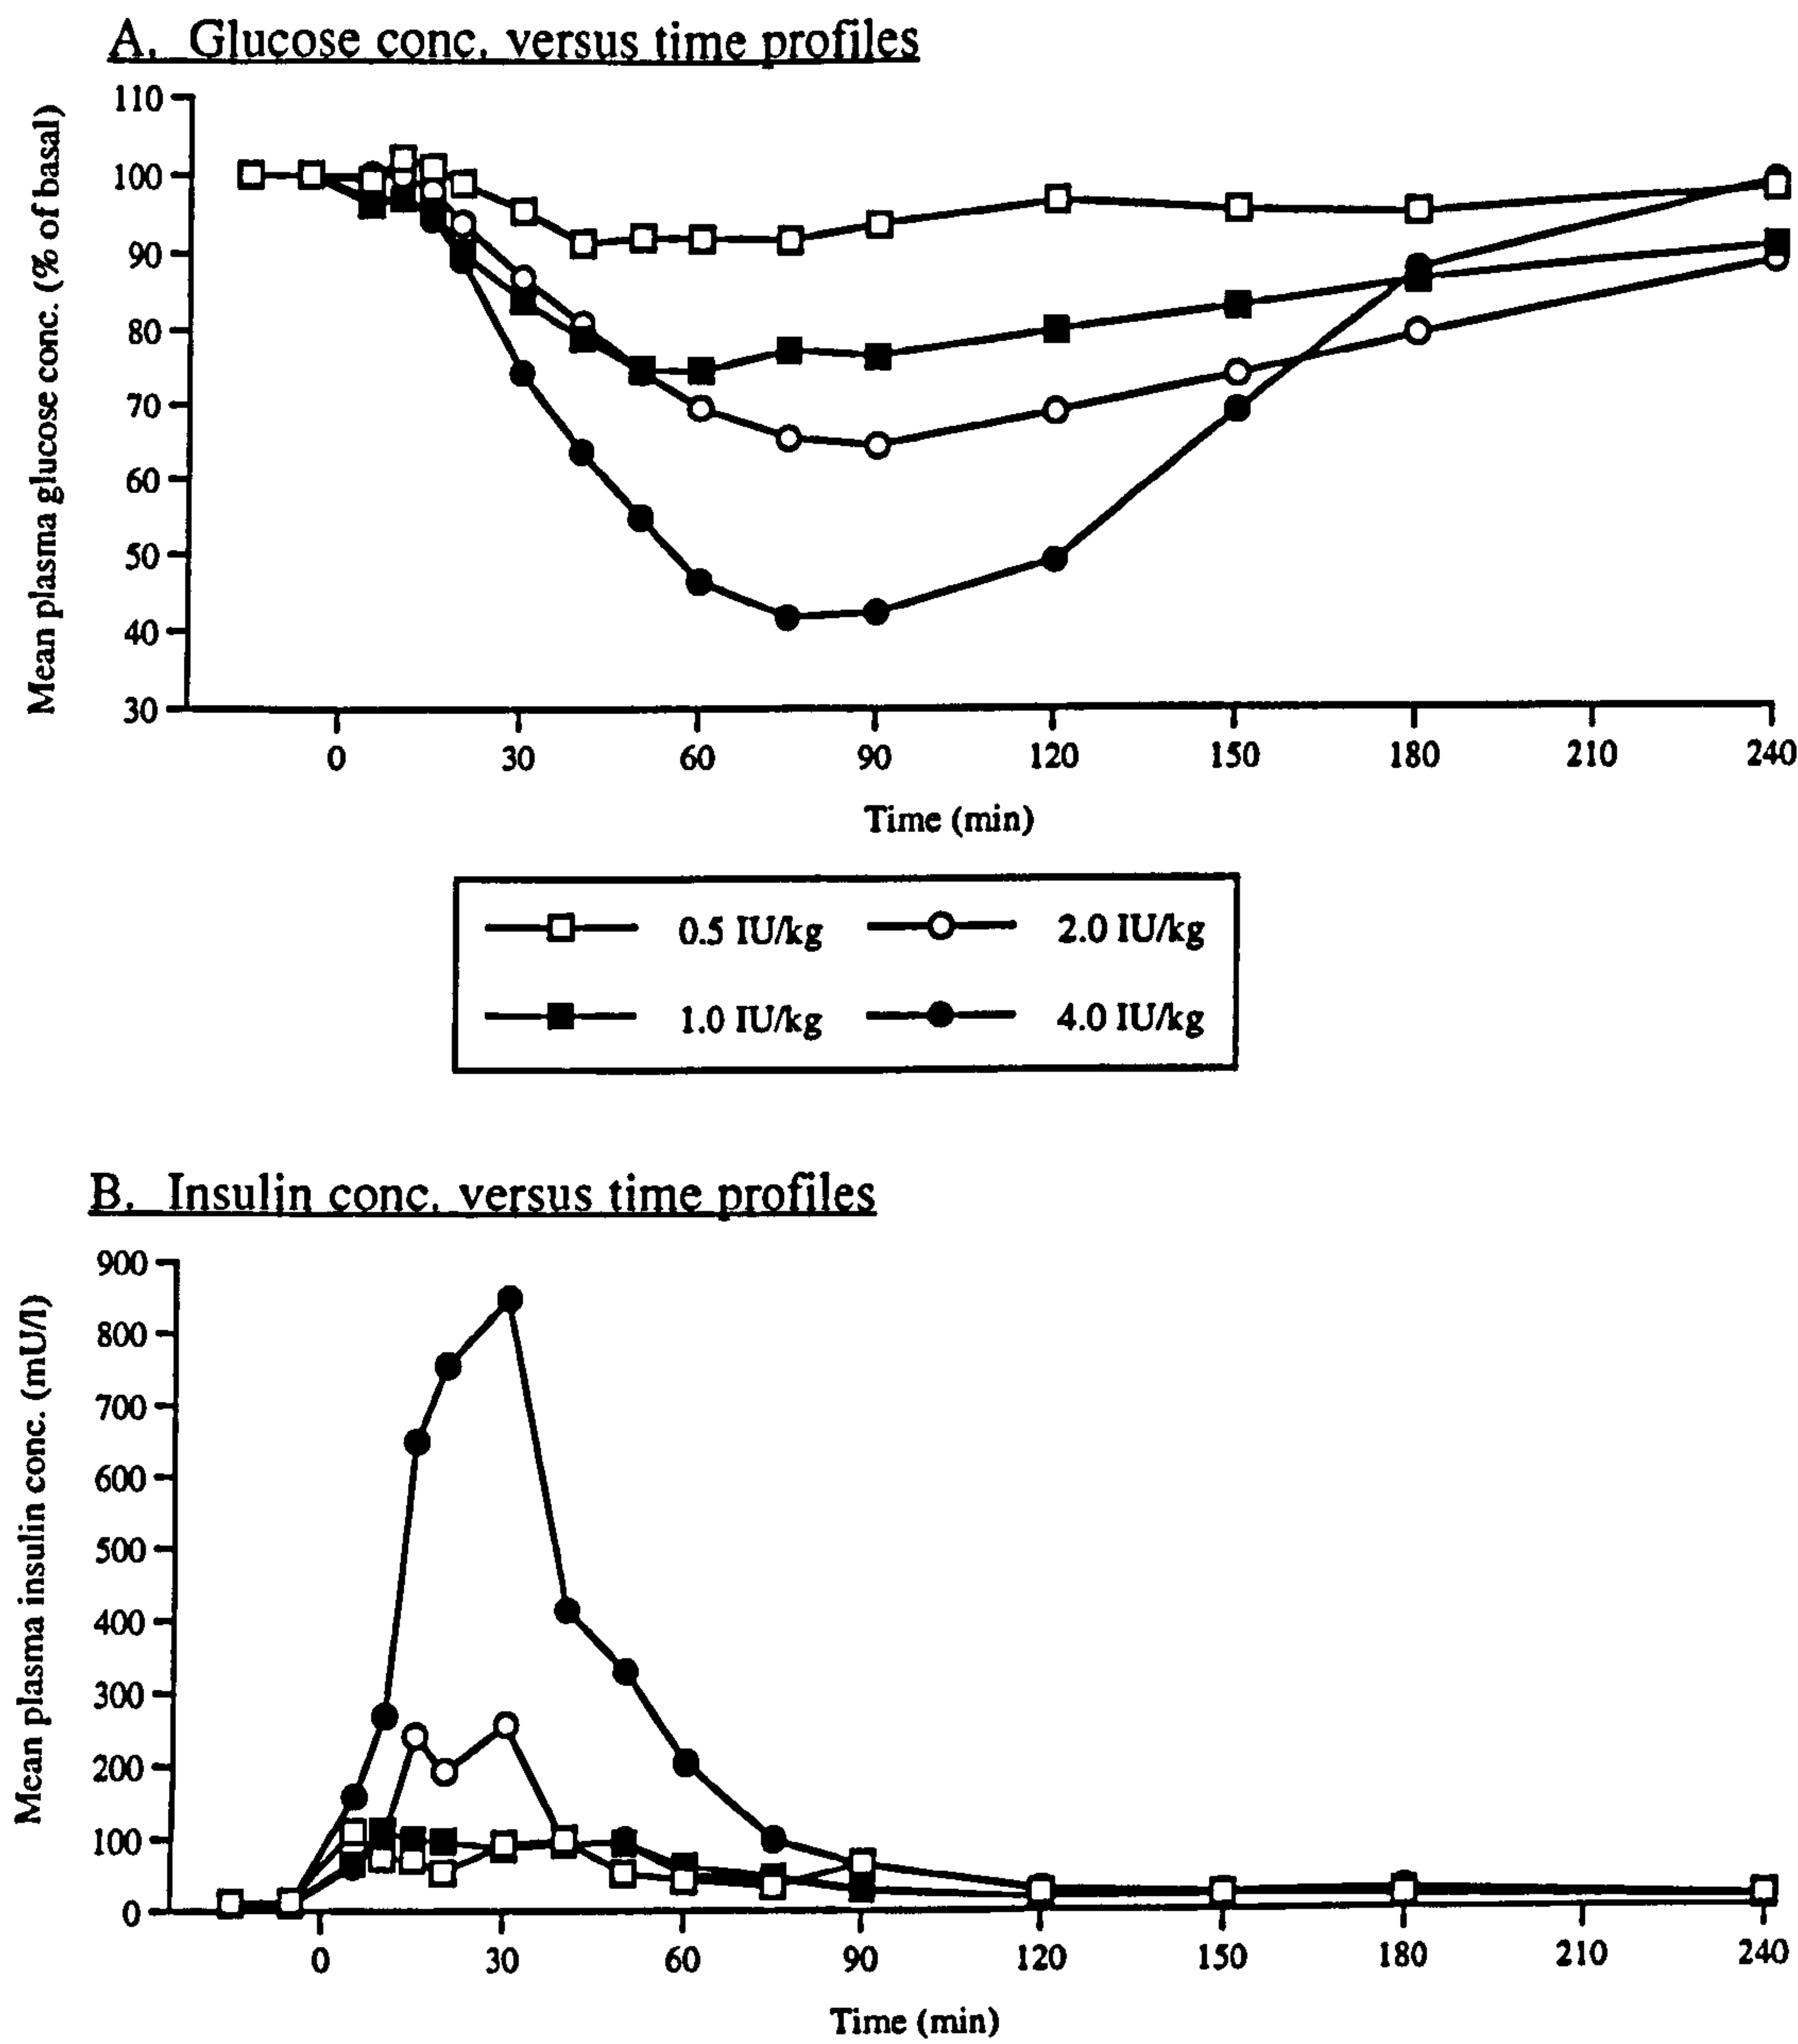 A. Glucose conc. versus time profiles
Mean plasma glucose conc. (% of basal)
110
100
90
80
70
60
50
40
30
0 30 60 90 120 150 180 210 240
Time (min)
0.5 IU/kg 2.0 IU/kg
1.0 IU/kg 4.0 IU/kg
B. Insulin conc. versus time profiles
Mean plasma insulin conc. (mU/l)
900
800
700
600
500
400
300
200
100
0
0 30 60 90 120 150 180 210 240
Time (min)